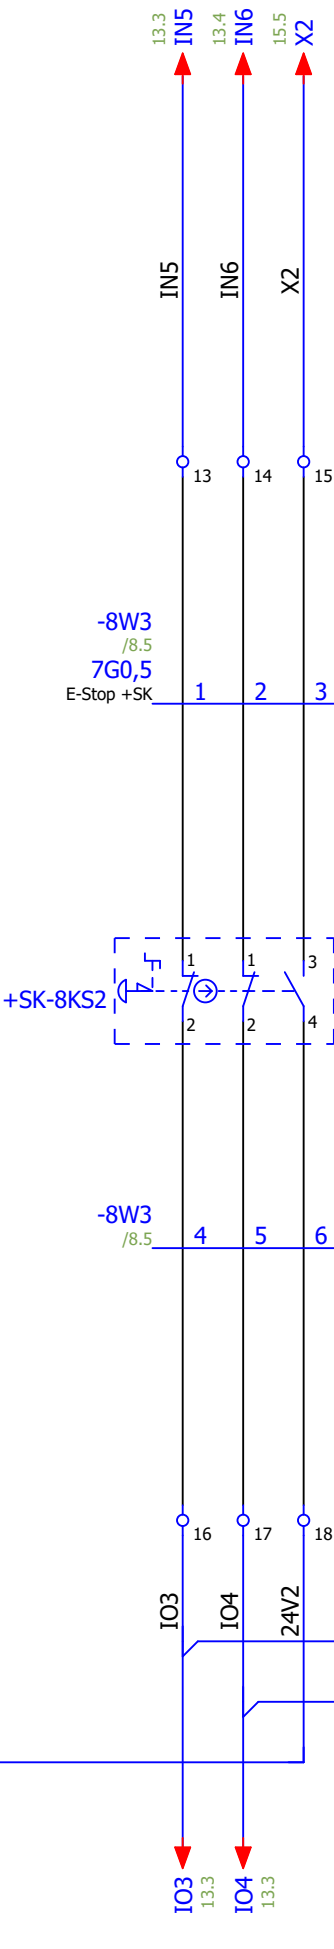 13.3
IN5
13.4
IN6
15.5
X2
IN5
IN6
X2
13
14
15
-8W3
/8.5
7G0,5
E-Stop +SK
1
2
3
1
1
3
+SK-8KS2
2
2
4
-8W3
/8.5
4
5
6
16
17
18
IO3
IO4
24V2
IO3
13.3
IO4
13.3